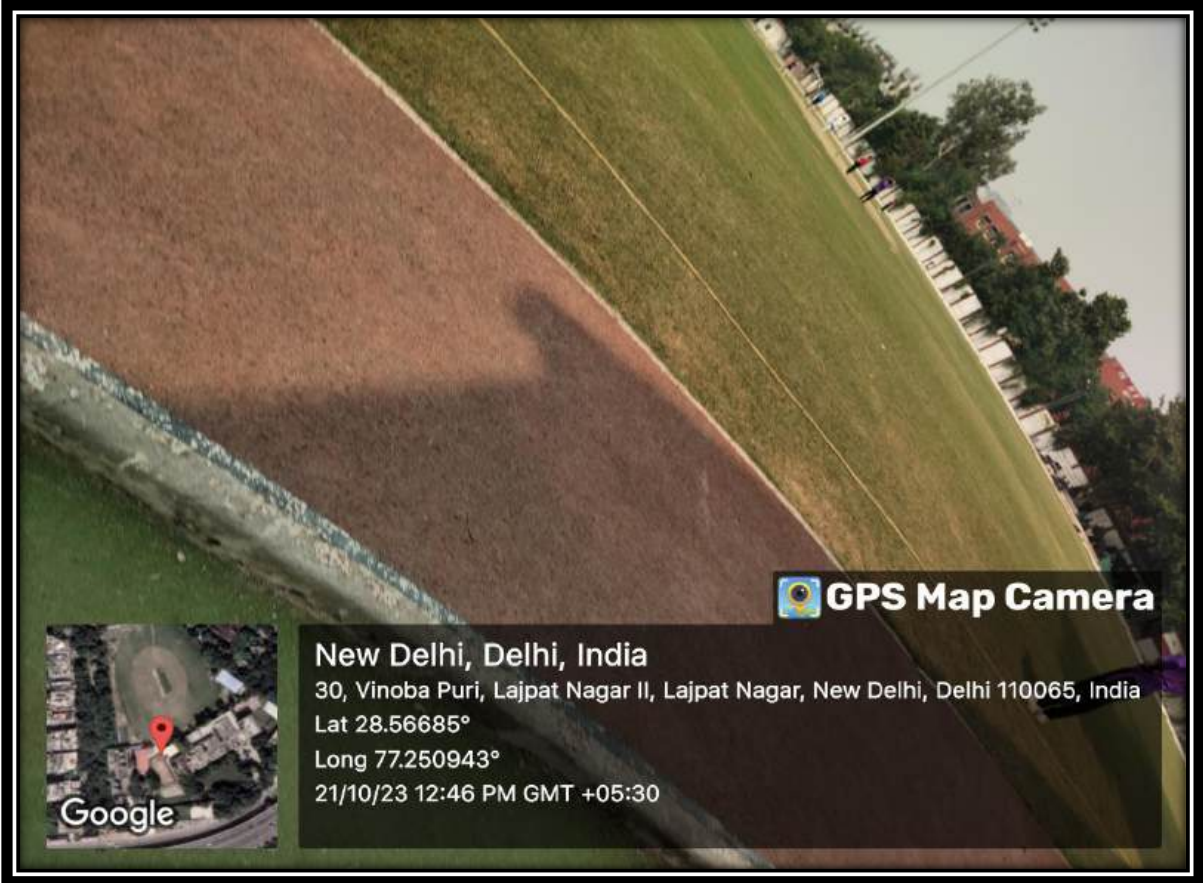 GPS Map Camera
New Delhi, Delhi, India
30, Vinoba Puri, Lajpat Nagar II, Lajpat Nagar, New Delhi, Delhi 110065, India
Lat 28.56685°
Long 77.250943°
21/10/23 12:46 PM GMT +05:30
Google